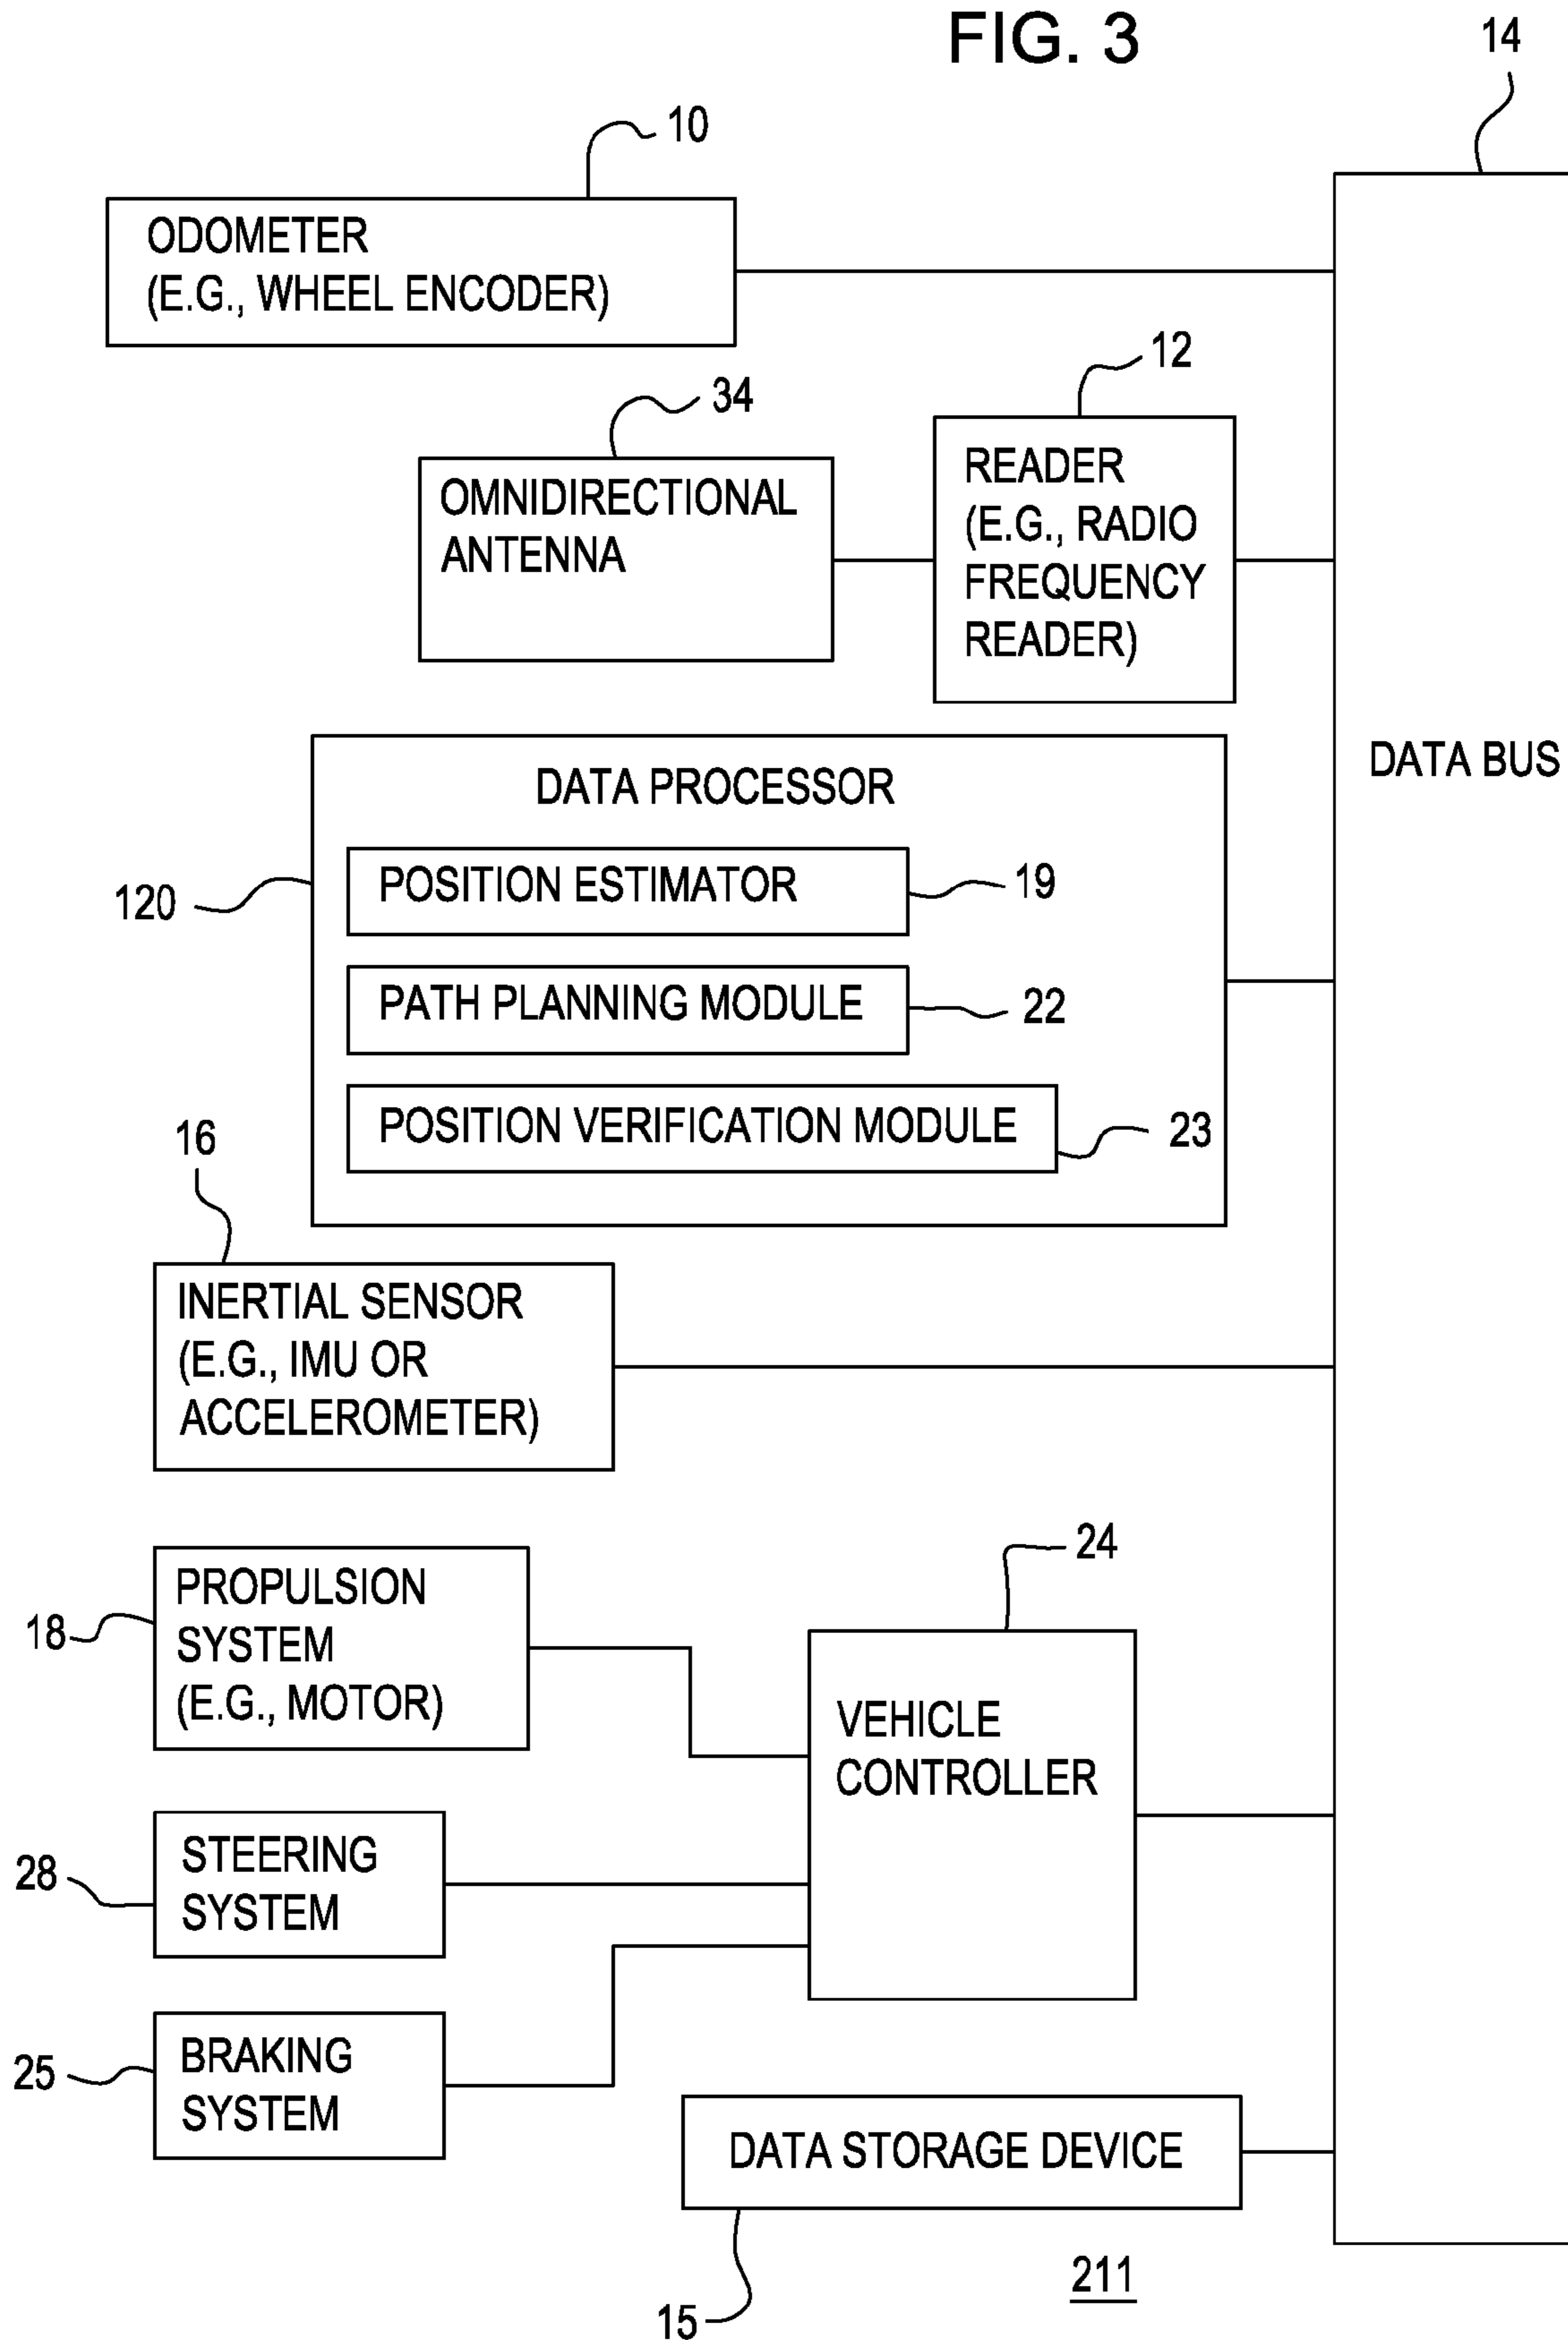 FIG. 3
14
10
ODOMETER
(E.G., WHEEL ENCODER)
12
34
OMNIDIRECTIONAL
ANTENNA
READER
(E.G., RADIO
FREQUENCY
READER)
DATA BUS
DATA PROCESSOR
POSITION ESTIMATOR
19
120
PATH PLANNING MODULE
22
POSITION VERIFICATION MODULE
23
16
INERTIAL SENSOR
(E.G., IMU OR
ACCELEROMETER)
24
PROPULSION
SYSTEM
(E.G., MOTOR)
18
VEHICLE
CONTROLLER
STEERING
SYSTEM
28
BRAKING
SYSTEM
25
DATA STORAGE DEVICE
211
15